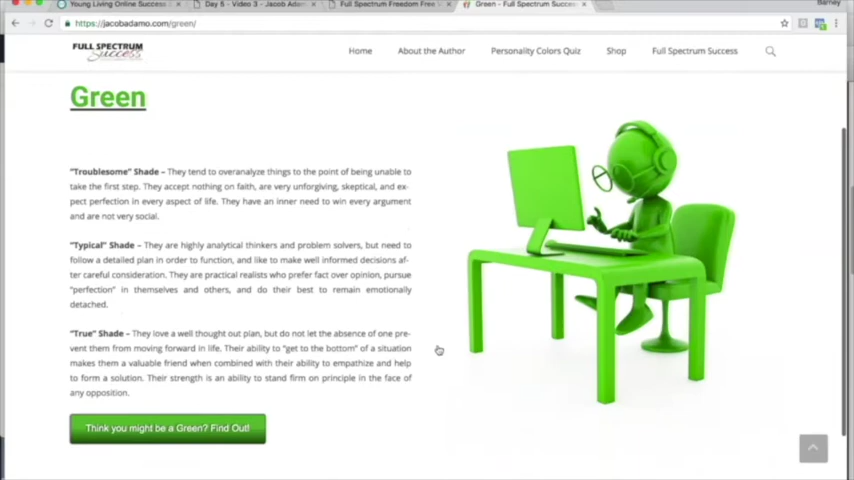 Barney
Young Living Online Success
Day 5 - Video 3 - Jacob Ad
Full Spectrum Freedom Free V
Green - Full Spectrum Succes
https://jacobadamo.com/green/
FULL SPECTRUM
Success
Home
About the Author
Personality Colors Quiz
Shop
Full Spectrum Success
Green
"Troublesome" Shade – They tend to overanalyze things to the point of being unable to
take the first step. They accept nothing on faith, are very unforgiving, skeptical, and ex-
pect perfection in every aspect of life. They have an inner need to win every argument
and are not very social.
"Typical" Shade – They are highly analytical thinkers and problem solvers, but need to
follow a detailed plan in order to function, and like to make well informed decisions af-
ter careful consideration. They are practical realists who prefer fact over opinion, pursue
"perfection" in themselves and others, and do their best to remain emotionally
detached.
"True" Shade – They love a well thought out plan, but do not let the absence of one pre-
vent them from moving forward in life. Their ability to "get to the bottom" of a situation
makes them a valuable friend when combined with their ability to empathize and help
to form a solution. Their strength is an ability to stand firm on principle in the face of
any opposition.
Think you might be a Green? Find Out!